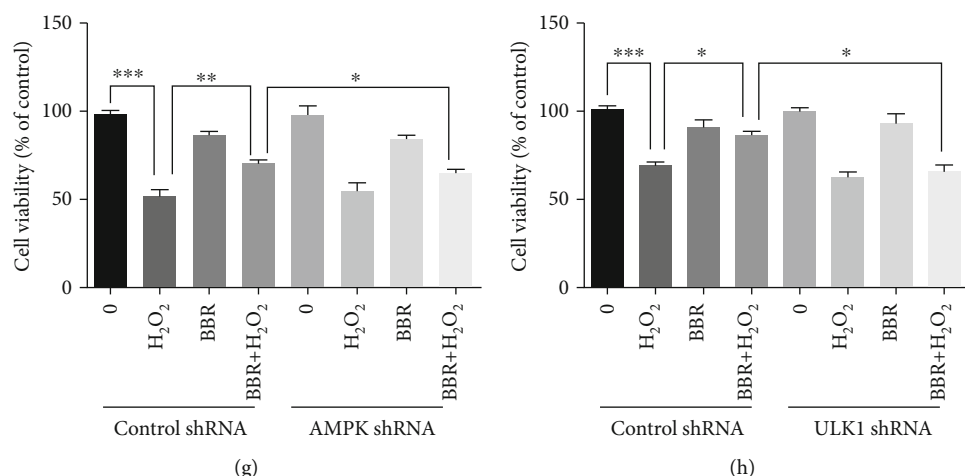 Cell viability (% of control)
150
100
50
0
***
**
*
0
H₂O₂
BBR
BBR+H₂O₂
0
H₂O₂
BBR
BBR+H₂O₂
Control shRNA
AMPK shRNA
(g)
Cell viability (% of control)
150
100
50
0
***
*
*
0
H₂O₂
BBR
BBR+H₂O₂
0
H₂O₂
BBR
BBR+H₂O₂
Control shRNA
ULK1 shRNA
(h)